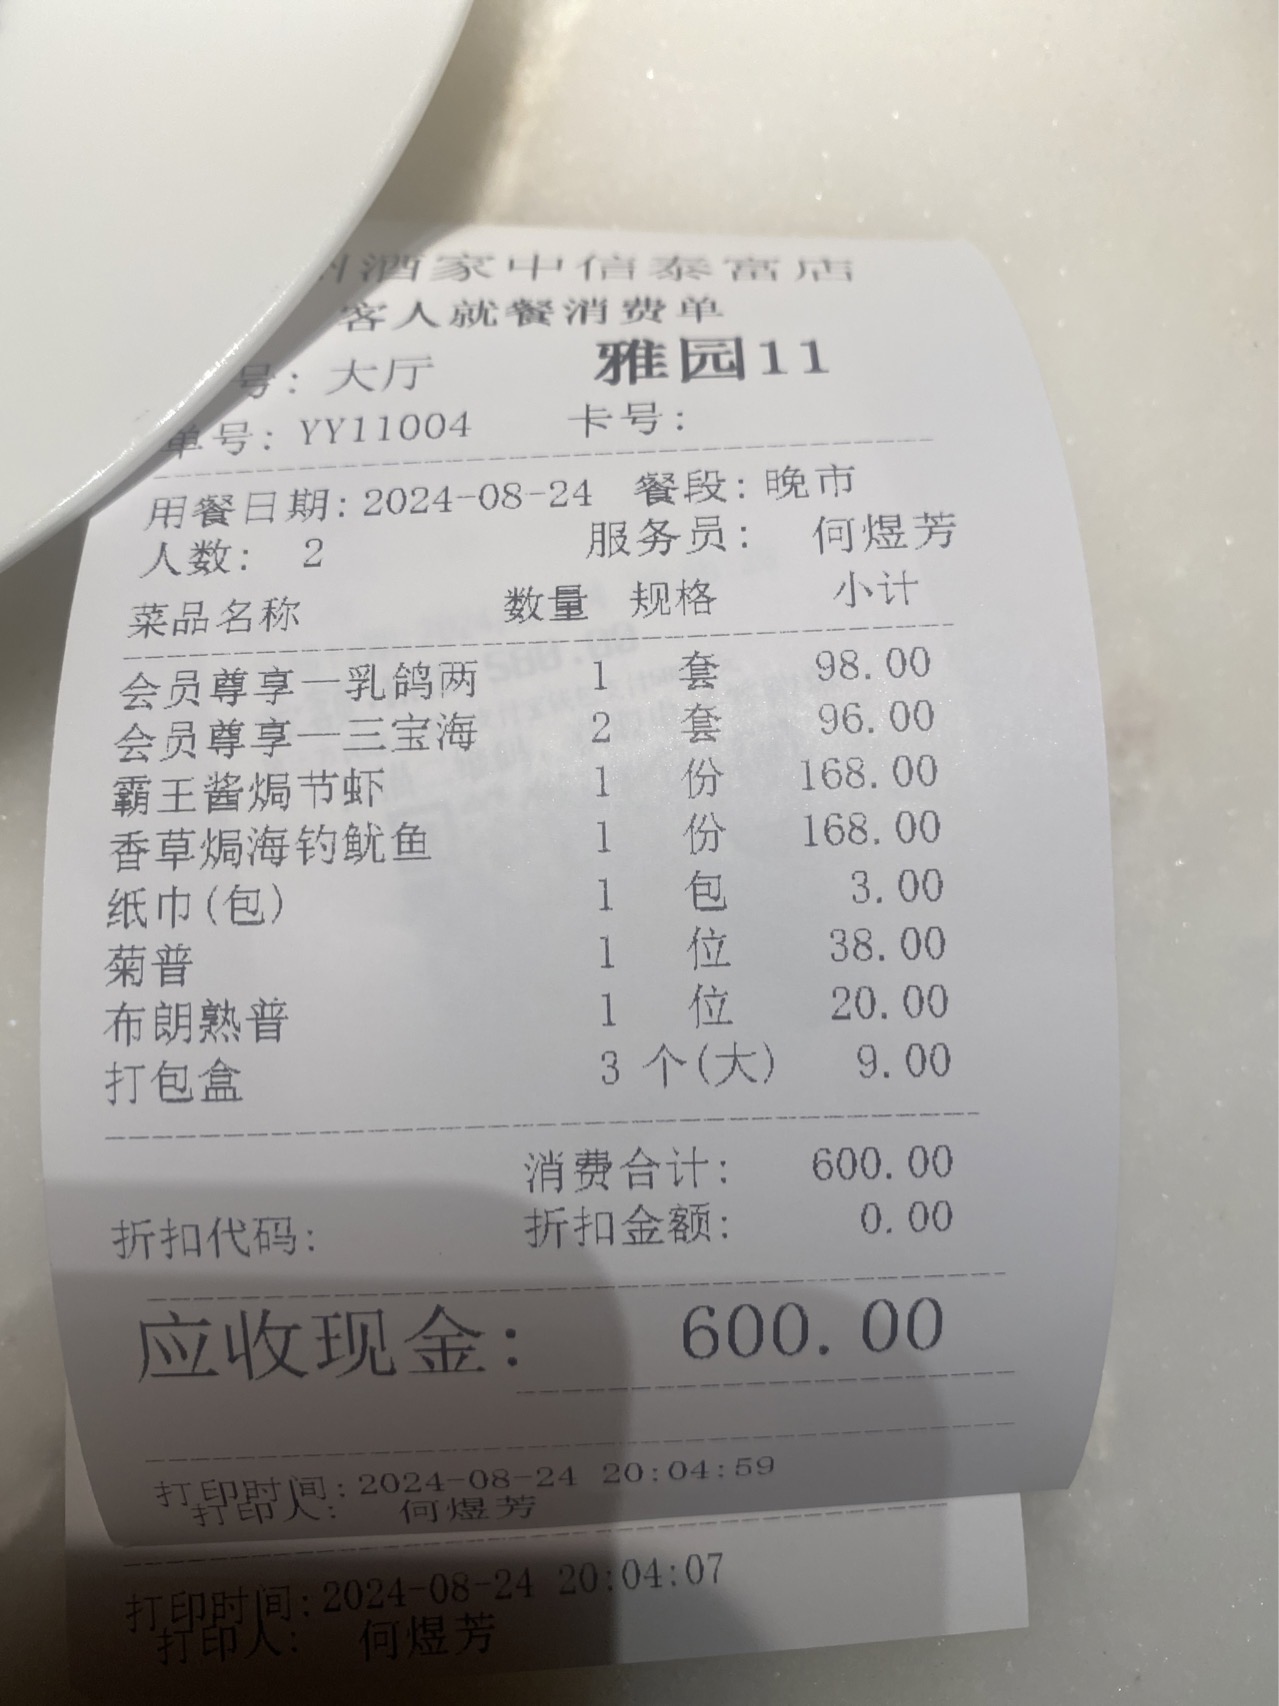 酒家中信泰富店
客人就餐消费单
号: 大厅 雅园11
单号: YY11004 卡号:
用餐日期: 2024-08-24 餐段: 晚市
人数: 2 服务员: 何煜芳
菜品名称 数量 规格 小计
会员尊享一乳鸽两 1 套 98.00
会员尊享一三宝海 2 套 96.00
霸王酱焗节虾 1 份 168.00
香草焗海钓鱿鱼 1 份 168.00
纸巾(包) 1 包 3.00
菊普 1 位 38.00
布朗熟普 1 位 20.00
打包盒 3 个(大) 9.00
消费合计: 600.00
折扣代码: 折扣金额: 0.00
应收现金: 600.00
打印时间: 2024-08-24 20:04:59
打印人: 何煜芳
打印时间: 2024-08-24 20:04:07
打印人: 何煜芳